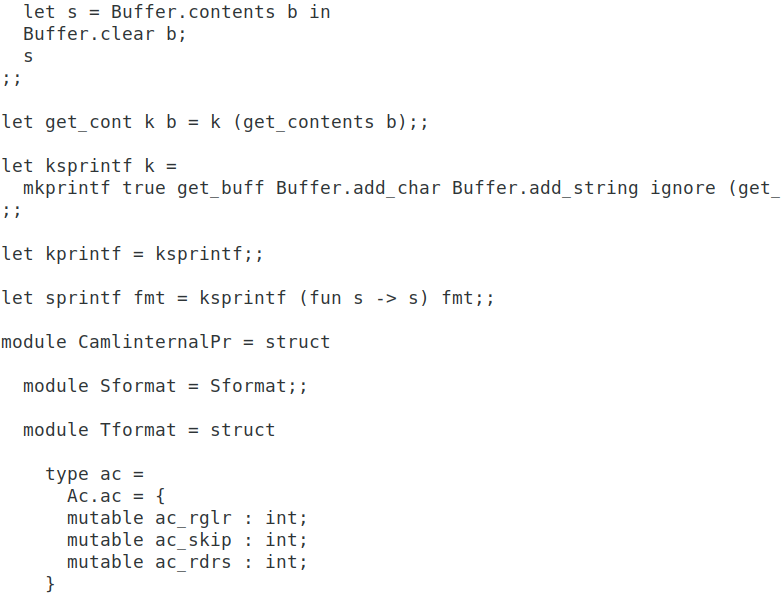 let s = Buffer.contents b in
  Buffer.clear b;
  s
;;

let get_cont k b = k (get_contents b);;

let ksprintf k =
  mkprintf true get_buff Buffer.add_char Buffer.add_string ignore (get_
;;

let kprintf = ksprintf;;

let sprintf fmt = ksprintf (fun s -> s) fmt;;

module CamlinternalPr = struct

  module Sformat = Sformat;;

  module Tformat = struct

    type ac =
      Ac.ac = {
      mutable ac_rglr : int;
      mutable ac_skip : int;
      mutable ac_rdrs : int;
    }